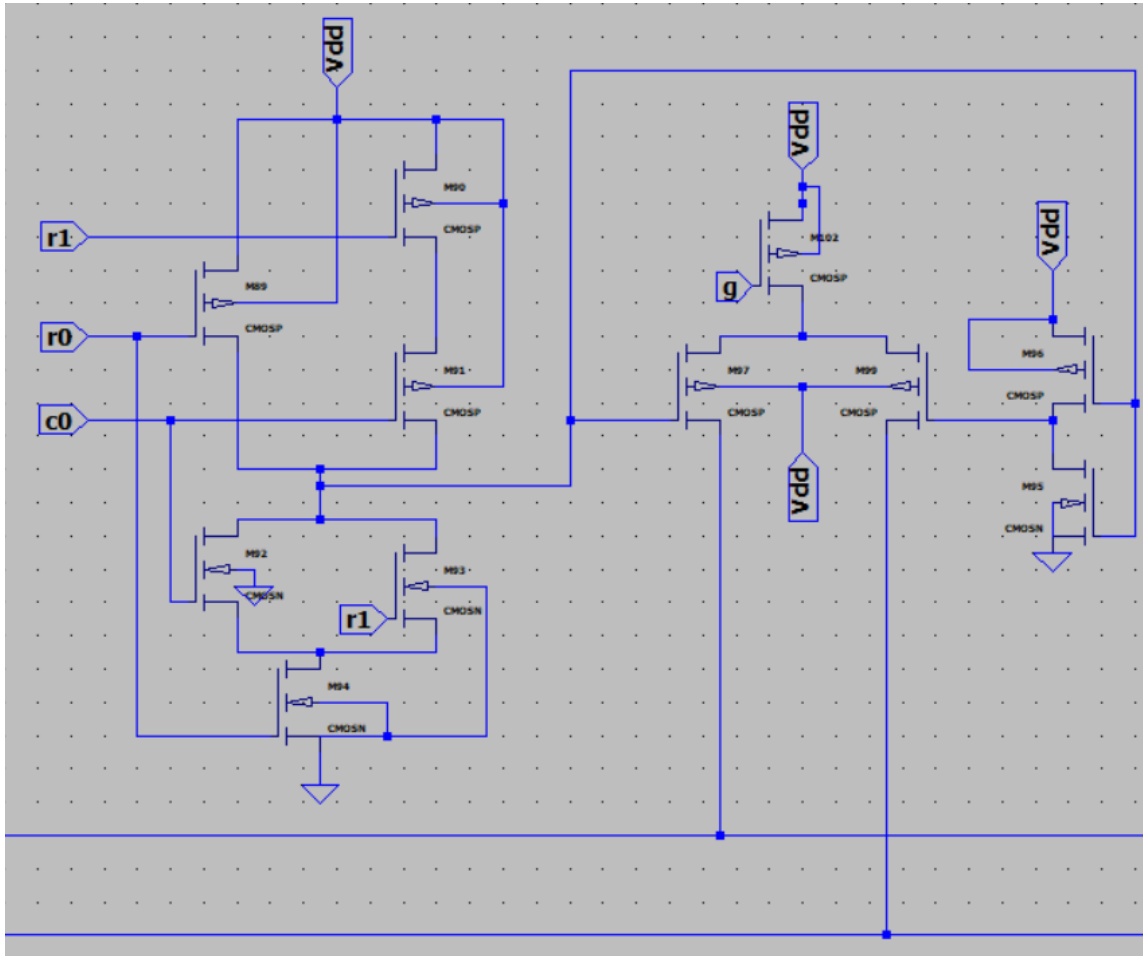 Vdd
M90
CMOSP
r1
M89
CMOSP
r0
M91
CMOSP
c0
M92
CMOSN
M93
CMOSN
r1
M94
CMOSN
Vdd
M102
CMOSP
g
M97
CMOSP
M99
CMOSP
Vdd
Vdd
M96
CMOSP
M95
CMOSN